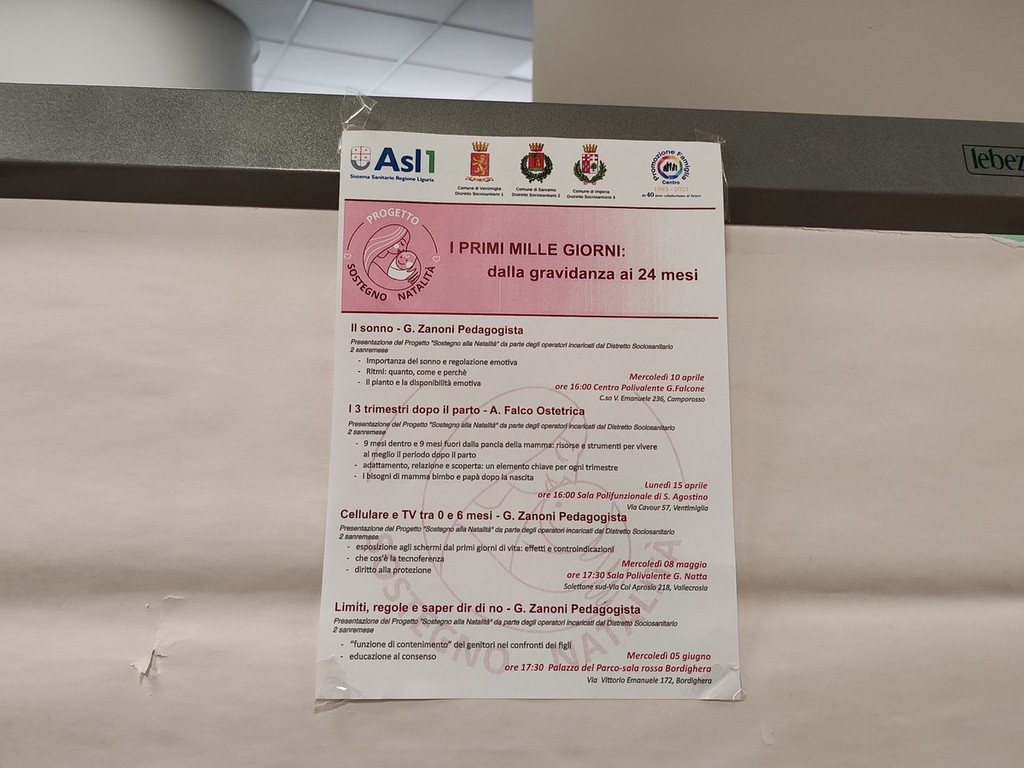 lebez
Asl1
Sistema Sanitario Regione Liguria
Comune di Ventimiglia
Distretto Sociosanitario 1
Comune di Sanremo
Distretto Sociosanitario 2
Comune di Imperia
Distretto Sociosanitario 3
Promozione Famiglia
Centro
1983 - 2023
da 40 anni
PROGETTO
SOSTEGNO NATALITÀ
I PRIMI MILLE GIORNI:
dalla gravidanza ai 24 mesi
Il sonno - G. Zanoni Pedagogista
Presentazione del Progetto "Sostegno alla Natalità" da parte degli operatori incaricati dal Distretto Sociosanitario
2 sanremese
- Importanza del sonno e regolazione emotiva
- Ritmi: quanto, come e perchè
- il pianto e la disponibilità emotiva
Mercoledì 10 aprile
ore 16:00 Centro Polivalente G.Falcone
C.so V. Emanuele 236, Camporosso
I 3 trimestri dopo il parto - A. Falco Ostetrica
Presentazione del Progetto "Sostegno alla Natalità" da parte degli operatori incaricati dal Distretto Sociosanitario
2 sanremese
- 9 mesi dentro e 9 mesi fuori dalla pancia della mamma: risorse e strumenti per vivere
al meglio il periodo dopo il parto
- adattamento, relazione e scoperta: un elemento chiave per ogni trimestre
- i bisogni di mamma bimbo e papà dopo la nascita
Lunedì 15 aprile
ore 16:00 Sala Polifunzionale di S. Agostino
Via Cavour 57, Ventimiglia
Cellulare e TV tra 0 e 6 mesi - G. Zanoni Pedagogista
Presentazione del Progetto "Sostegno alla Natalità" da parte degli operatori incaricati dal Distretto Sociosanitario
2 sanremese
- esposizione agli schermi dai primi giorni di vita: effetti e controindicazioni
- che cos'è la tecnoferenza
- diritto alla protezione
Mercoledì 08 maggio
ore 17:30 Sala Polivalente G. Natta
Solettone sud-Via Col Aprosio 218, Vallecrosia
Limiti, regole e saper dir di no - G. Zanoni Pedagogista
Presentazione del Progetto "Sostegno alla Natalità" da parte degli operatori incaricati dal Distretto Sociosanitario
2 sanremese
- "funzione di contenimento" dei genitori nei confronti dei figli
- educazione al consenso
Mercoledì 05 giugno
ore 17:30 Palazzo del Parco-sala rossa Bordighera
Via Vittorio Emanuele 172, Bordighera
SOSTEGNO NATALITÀ